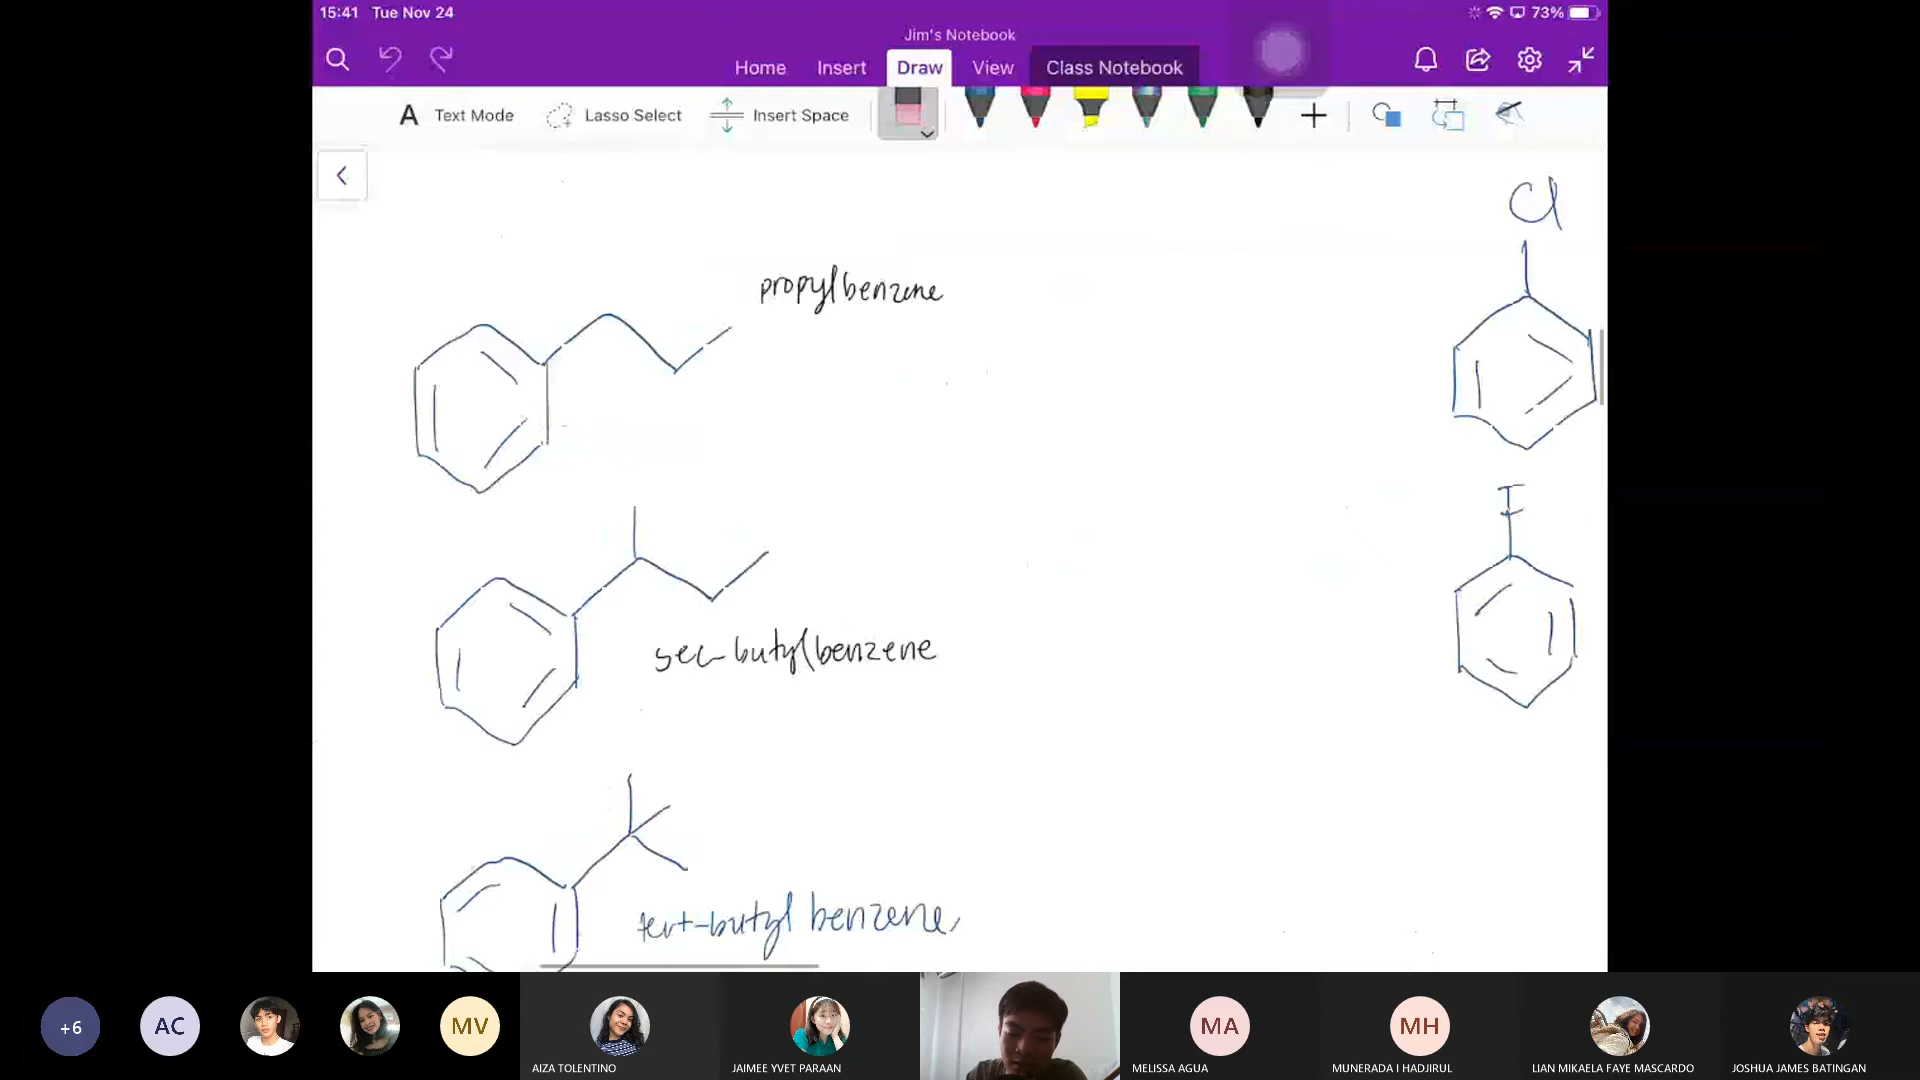 15:41 Tue Nov 24
73%
Jim's Notebook
Home Insert Draw View Class Notebook
A Text Mode Lasso Select Insert Space
Cl
propylbenzene
F
sec-butylbenzene
tert-butyl benzene,
+6 AC MV MA MH
AIZA TOLENTINO JAIMEE YVET PARAAN MELISSA AGUA MUNERADA I HADJIRUL LIAN MIKAELA FAYE MASCARDO JOSHUA JAMES BATINGAN